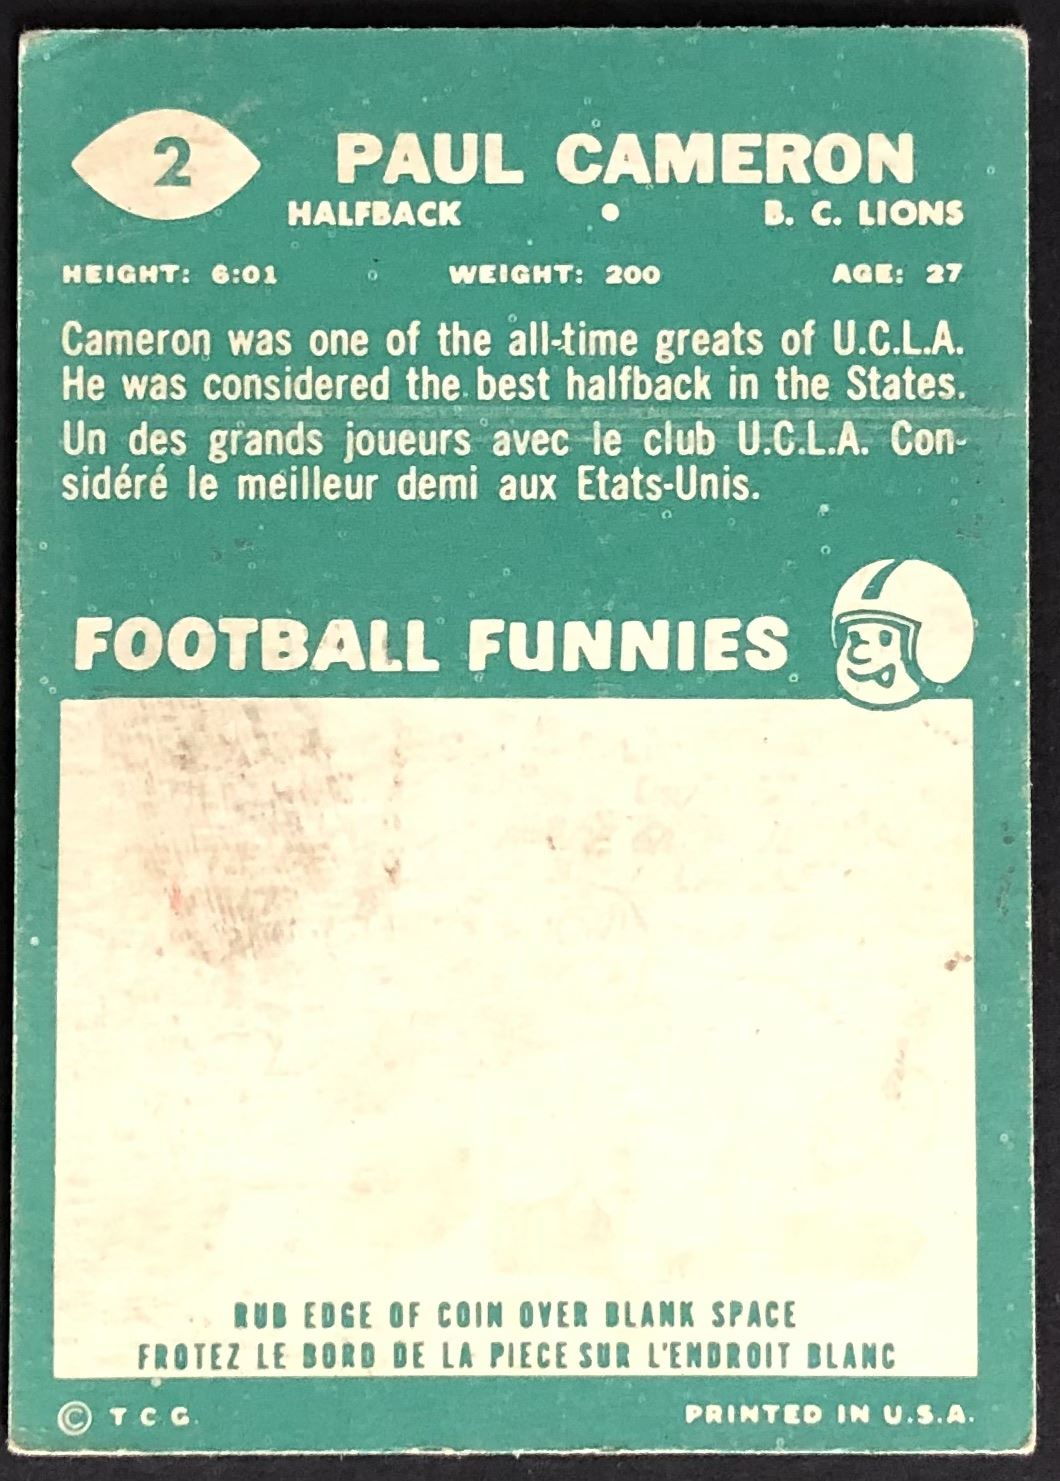 2
PAUL CAMERON
HALFBACK • B. C. LIONS
HEIGHT: 6:01 WEIGHT: 200 AGE: 27
Cameron was one of the all-time greats of U.C.L.A.
He was considered the best halfback in the States.
Un des grands joueurs avec le club U.C.L.A. Con-
sidéré le meilleur demi aux Etats-Unis.
FOOTBALL FUNNIES
RUB EDGE OF COIN OVER BLANK SPACE
FROTEZ LE BORD DE LA PIECE SUR L'ENDROIT BLANC
© T C G. PRINTED IN U.S.A.